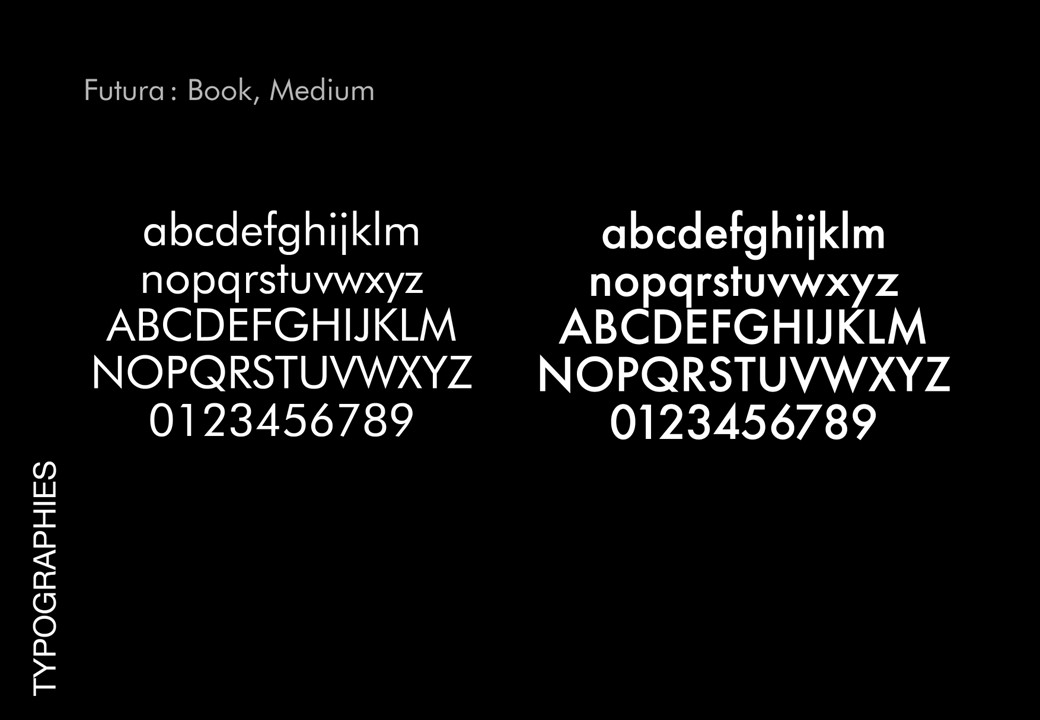 Futura : Book, Medium
abcdefghijklm
nopqrstuvwxyz
ABCDEFGHIJKLM
NOPQRSTUVWXYZ
0123456789
abcdefghijklm
nopqrstuvwxyz
ABCDEFGHIJKLM
NOPQRSTUVWXYZ
0123456789
TYPOGRAPHIES